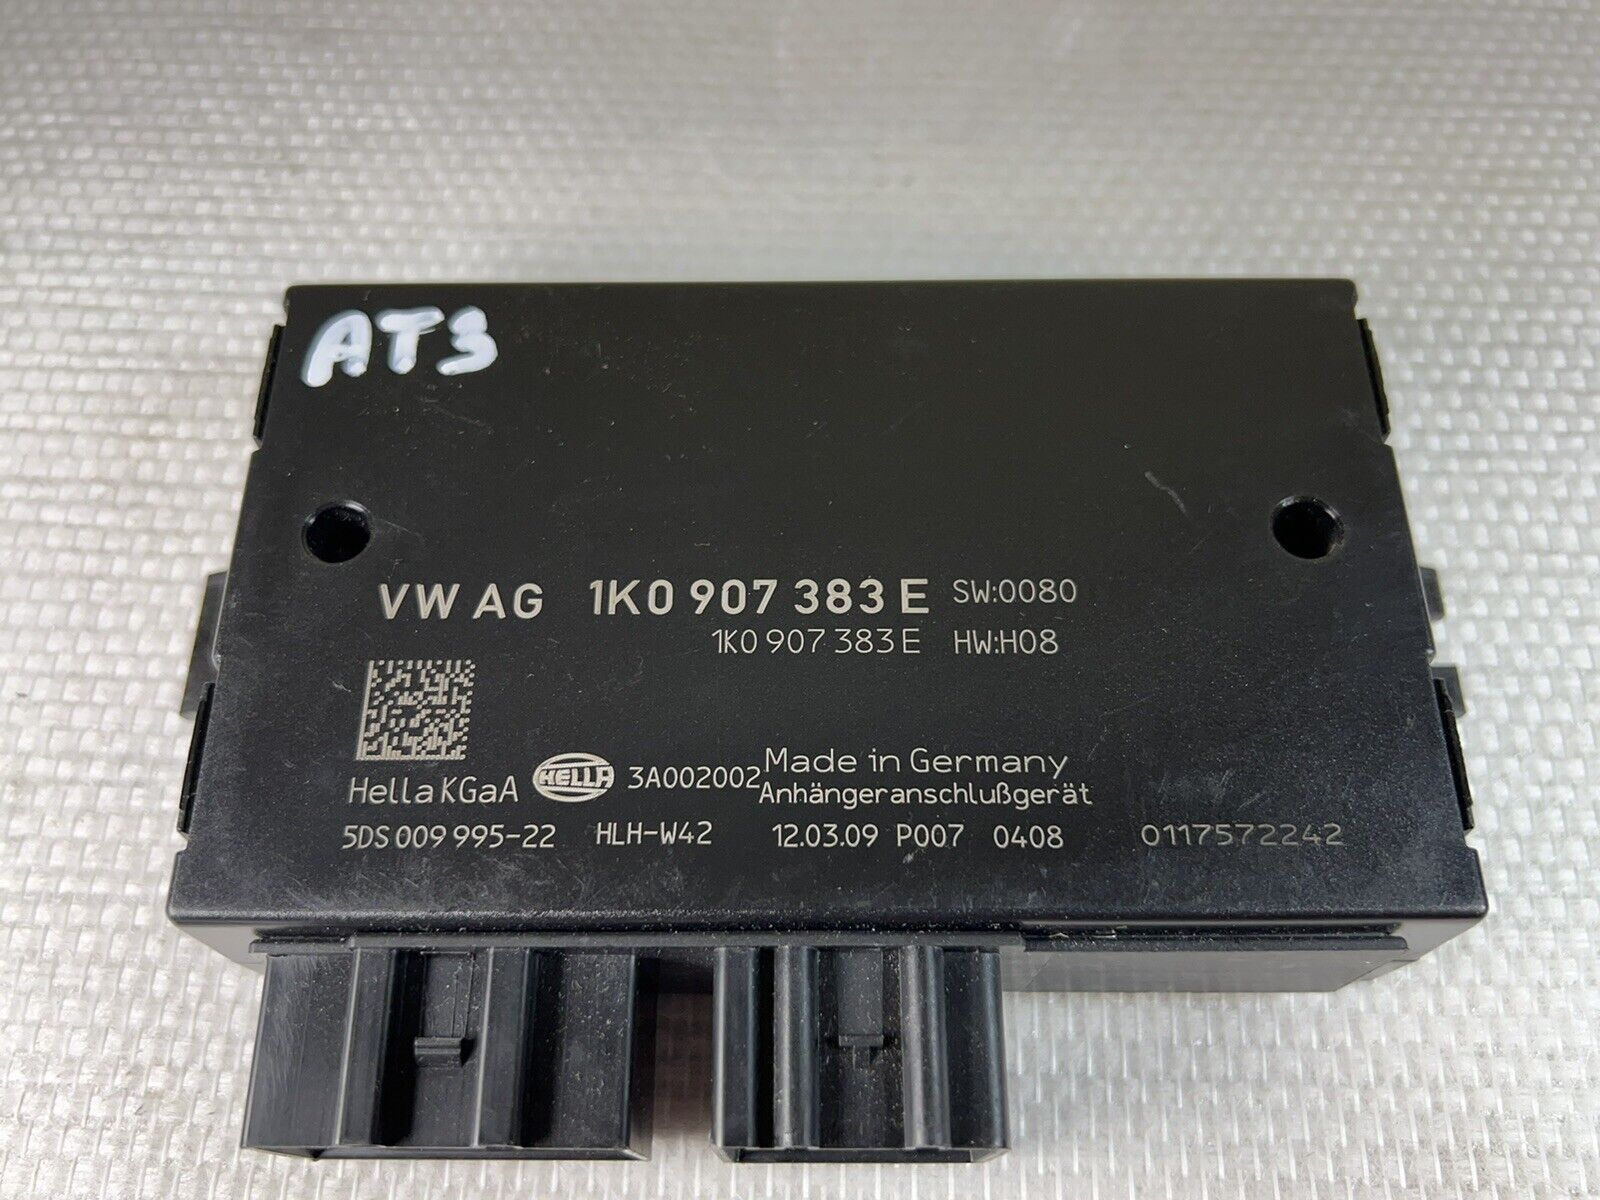 AT3
VW AG 1K0 907 383 E SW:0080
1K0 907 383 E HW:H08
Made in Germany
Hella KGaA HELLA 3A002002 Anhängeranschlußgerät
5DS 009 995-22 HLH-W42 12.03.09 P007 0408 0117572242